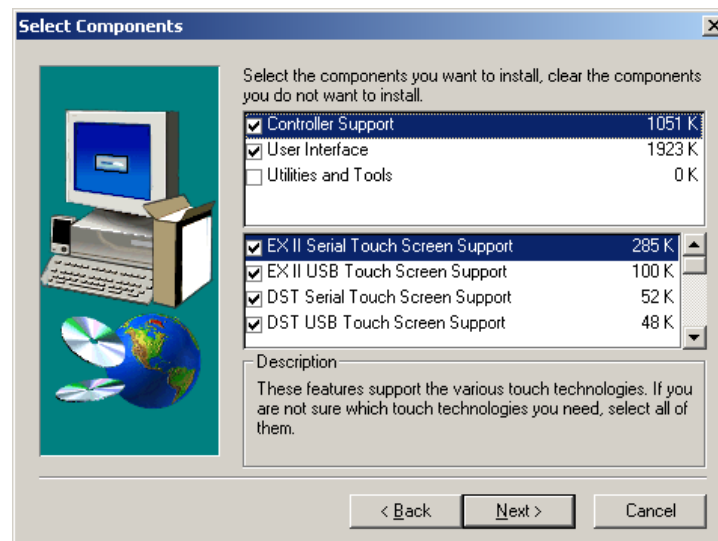 Select Components
Select the components you want to install, clear the components
you do not want to install.
Controller Support 1051 K
User Interface 1923 K
Utilities and Tools 0 K
EX II Serial Touch Screen Support 285 K
EX II USB Touch Screen Support 100 K
DST Serial Touch Screen Support 52 K
DST USB Touch Screen Support 48 K
Description
These features support the various touch technologies. If you
are not sure which touch technologies you need, select all of
them.
< Back Next > Cancel